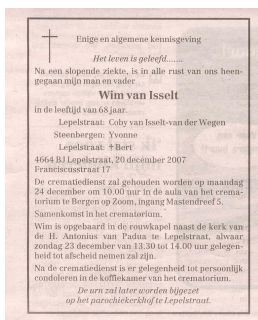 Enige en algemene kennisgeving
Het leven is geleefd.......
Na een slopende ziekte, is in alle rust van ons heen-
gegaan mijn man en vader
Wim van Isselt
in de leeftijd van 68 jaar.
Lepelstraat: Coby van Isselt-van der Wegen
Steenbergen: Yvonne
Lepelstraat: ✝ Bert
4664 BJ Lepelstraat, 20 december 2007
Franciscusstraat 17
De crematiedienst zal gehouden worden op maandag
24 december om 10.00 uur in de aula van het crema-
torium te Bergen op Zoom, ingang Mastendreef 5.
Samenkomst in het crematorium.
Wim is opgebaard in de rouwkapel naast de kerk van
de H. Antonius van Padua te Lepelstraat, alwaar
zondag 23 december van 13.30 tot 14.00 uur gelegen-
heid tot afscheid nemen zal zijn.
Na de crematiedienst is er gelegenheid tot persoonlijk
condoleren in de koffiekamer van het crematorium.
De urn zal later worden bijgezet
op het parochiekerkhof te Lepelstraat.